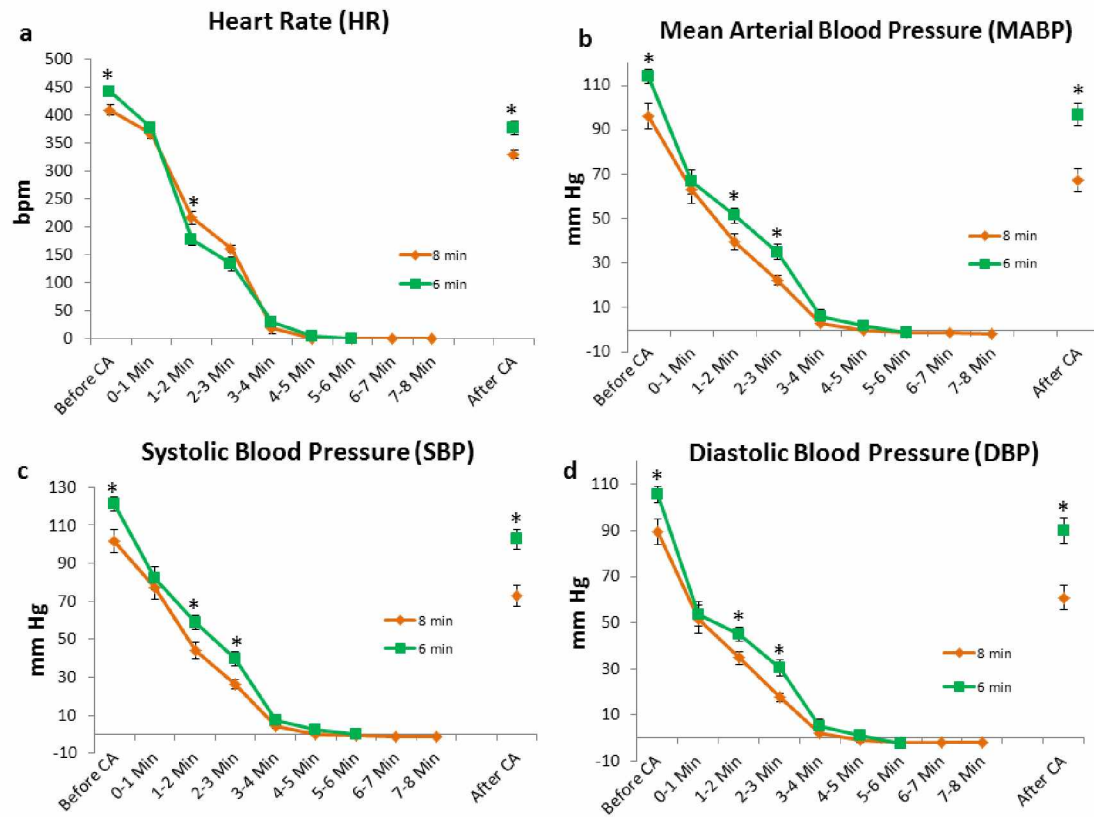 a
Heart Rate (HR)
500
450
400
350
300
250
200
150
100
50
0
bpm
*
*
*
8 min
6 min
Before CA
0-1 Min
1-2 Min
2-3 Min
3-4 Min
4-5 Min
5-6 Min
6-7 Min
7-8 Min
After CA
b
Mean Arterial Blood Pressure (MABP)
110
90
70
50
30
10
-10
mm Hg
*
*
*
*
8 min
6 min
Before CA
0-1 Min
1-2 Min
2-3 Min
3-4 Min
4-5 Min
5-6 Min
6-7 Min
7-8 Min
After CA
c
Systolic Blood Pressure (SBP)
130
110
90
70
50
30
10
-10
mm Hg
*
*
*
*
8 min
6 min
Before CA
0-1 Min
1-2 Min
2-3 Min
3-4 Min
4-5 Min
5-6 Min
6-7 Min
7-8 Min
After CA
d
Diastolic Blood Pressure (DBP)
110
90
70
50
30
10
-10
mm Hg
*
*
*
*
8 min
6 min
Before CA
0-1 Min
1-2 Min
2-3 Min
3-4 Min
4-5 Min
5-6 Min
6-7 Min
7-8 Min
After CA